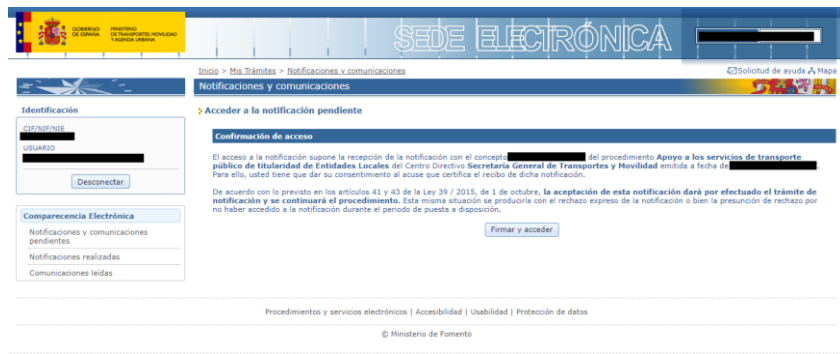 GOBIERNO DE ESPAÑA
MINISTERIO DE TRANSPORTES, MOVILIDAD Y AGENDA URBANA
SEDE ELECTRÓNICA
Inicio > Mis Trámites > Notificaciones y comunicaciones
Solicitud de ayuda Mapa
Notificaciones y comunicaciones
Identificación
CIF/NIF/NIE
USUARIO
Desconectar
Comparecencia Electrónica
Notificaciones y comunicaciones
pendientes
Notificaciones realizadas
Comunicaciones leídas
Acceder a la notificación pendiente
Confirmación de acceso
El acceso a la notificación supone la recepción de la notificación con el concepto del procedimiento Apoyo a los servicios de transporte
público de titularidad de Entidades Locales del Centro Directivo Secretaría General de Transportes y Movilidad emitida a fecha de
Para ello, usted tiene que dar su consentimiento al acuse que certifica el recibo de dicha notificación.
De acuerdo con lo previsto en los artículos 41 y 43 de la Ley 39 / 2015, de 1 de octubre, la aceptación de esta notificación dará por efectuado el trámite de
notificación y se continuará el procedimiento. Esta misma situación se produciría con el rechazo expreso de la notificación o bien la presunción de rechazo por
no haber accedido a la notificación durante el periodo de puesta a disposición.
Firmar y acceder
Procedimientos y servicios electrónicos | Accesibilidad | Usabilidad | Protección de datos
© Ministerio de Fomento